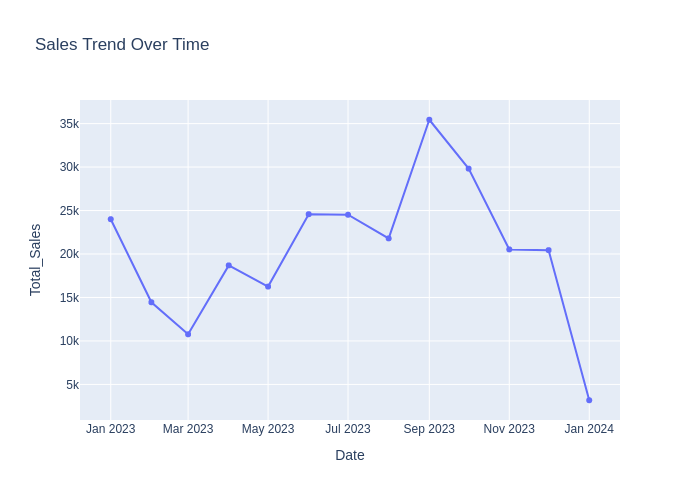 Sales Trend Over Time
35k
30k
25k
20k
15k
10k
5k
Total_Sales
Jan 2023 Mar 2023 May 2023 Jul 2023 Sep 2023 Nov 2023 Jan 2024
Date